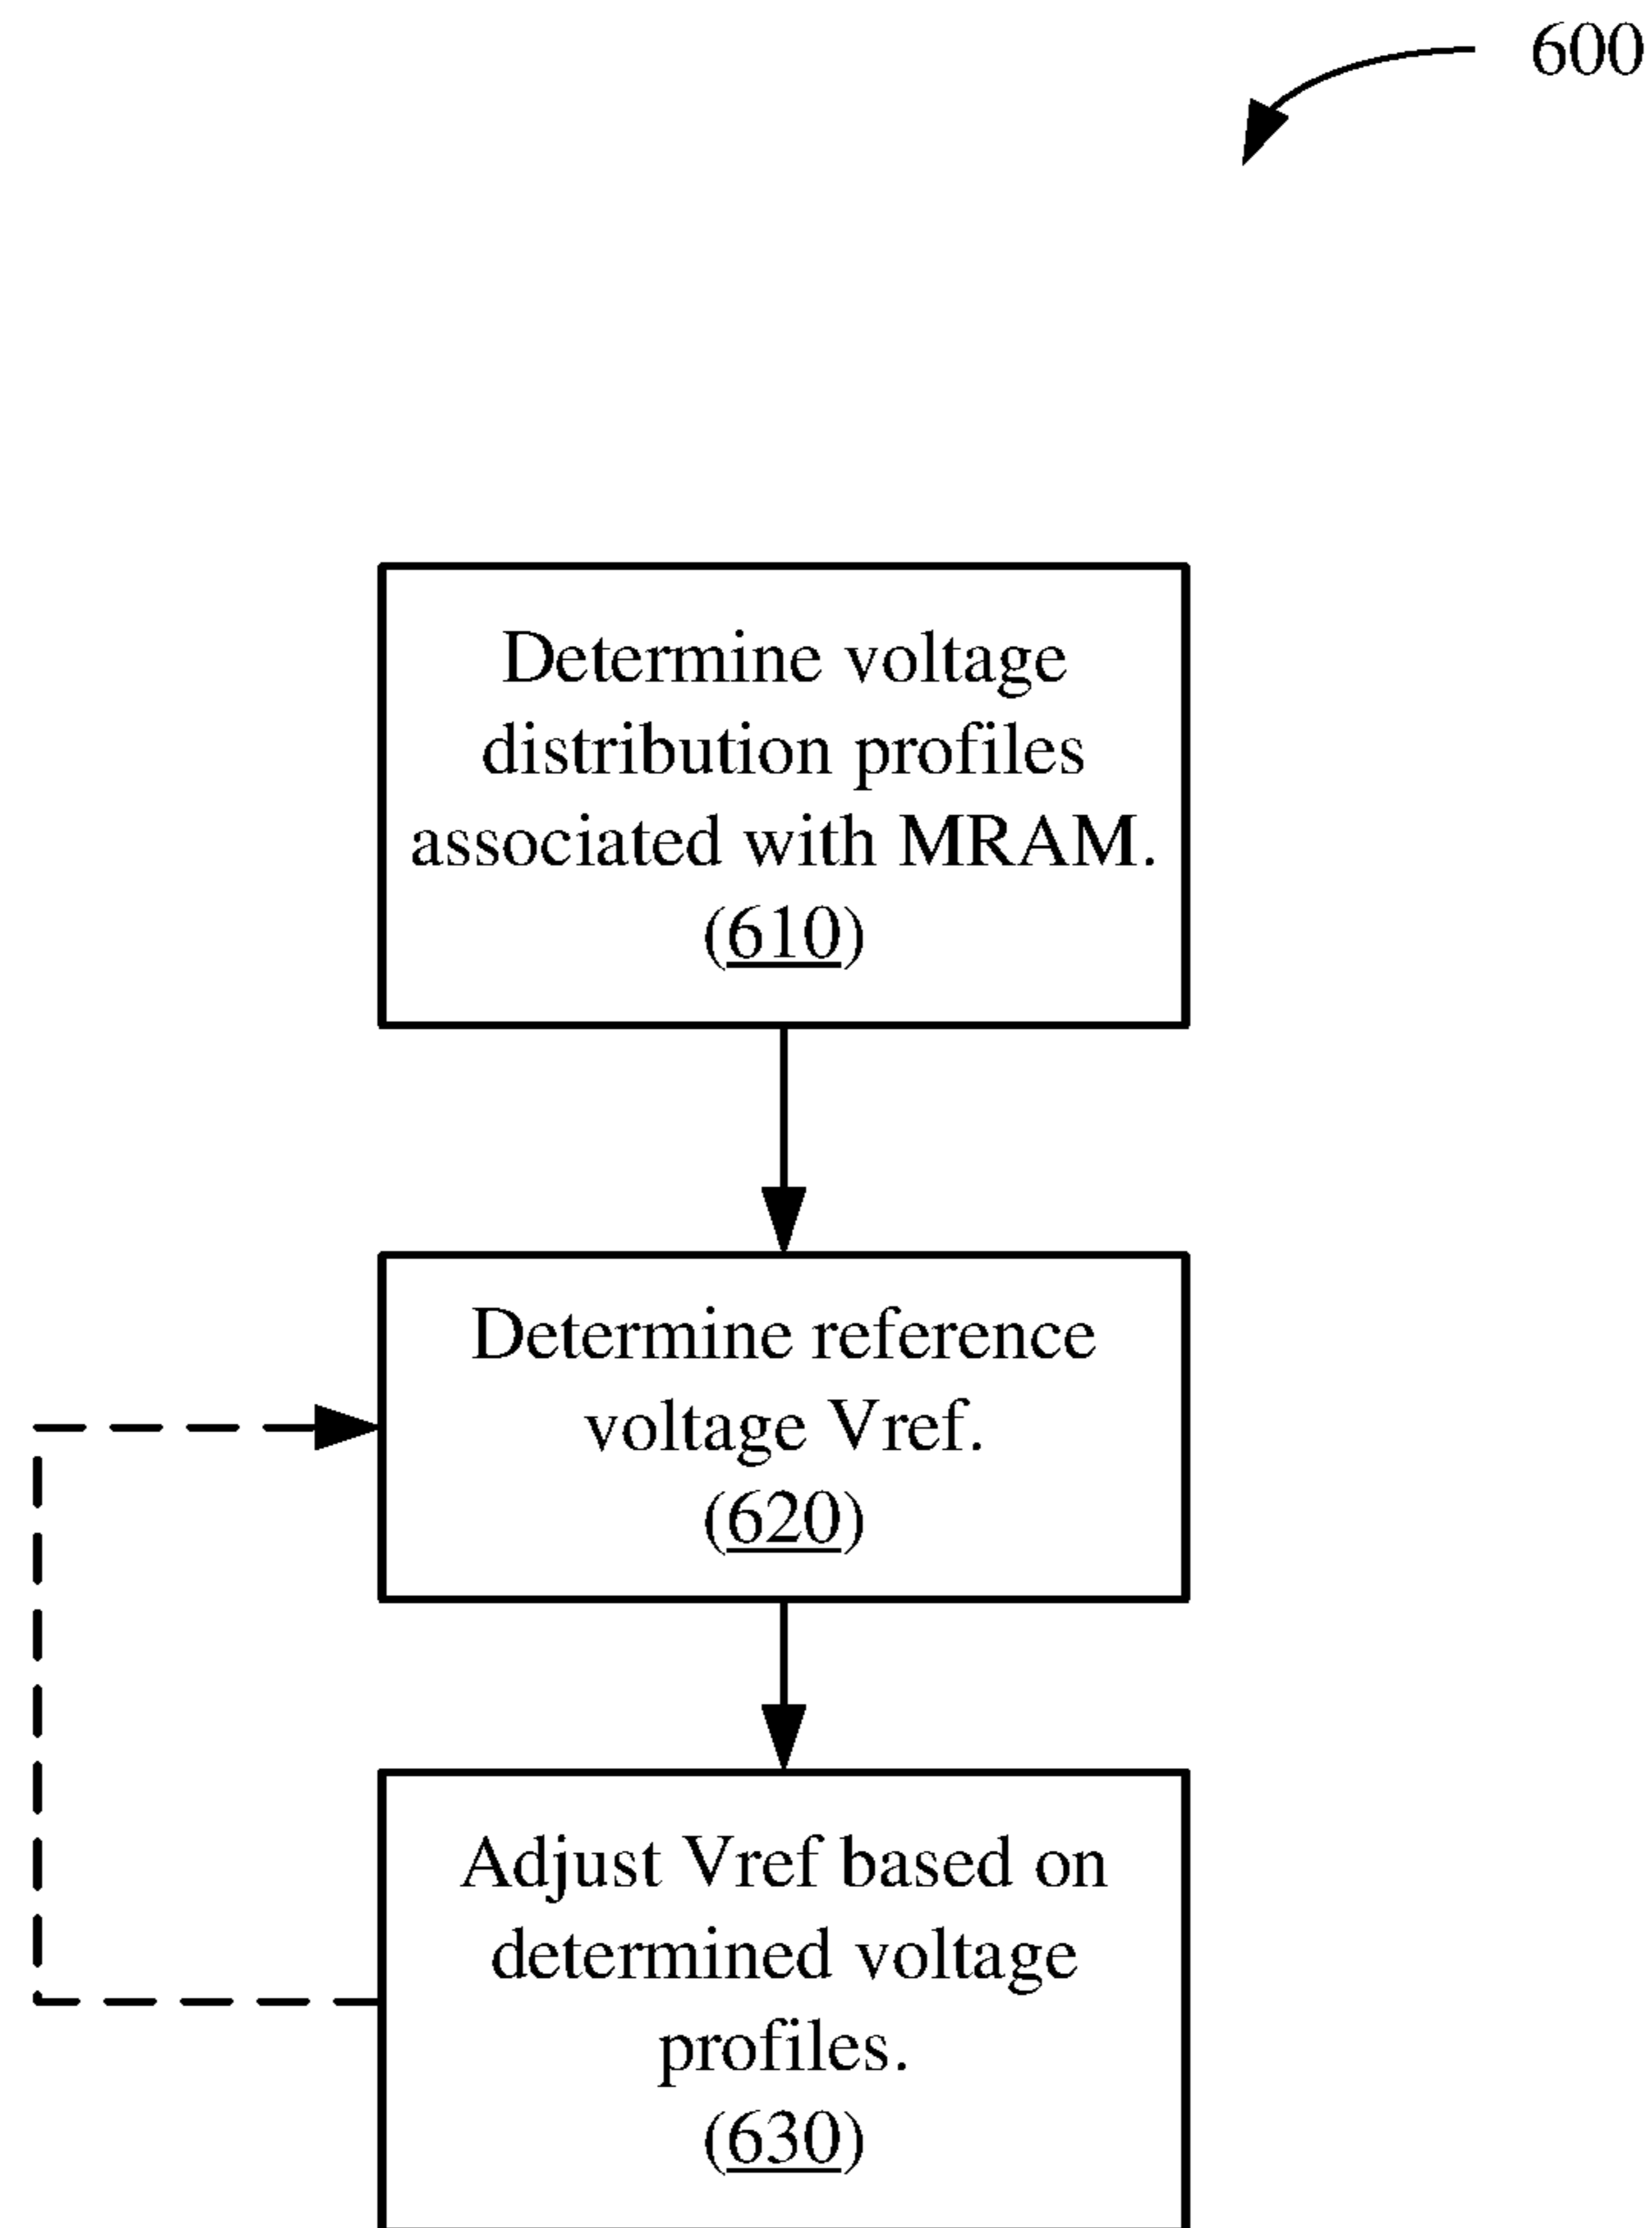 600
Determine voltage
distribution profiles
associated with MRAM.
(610)
Determine reference
voltage Vref.
(620)
Adjust Vref based on
determined voltage
profiles.
(630)